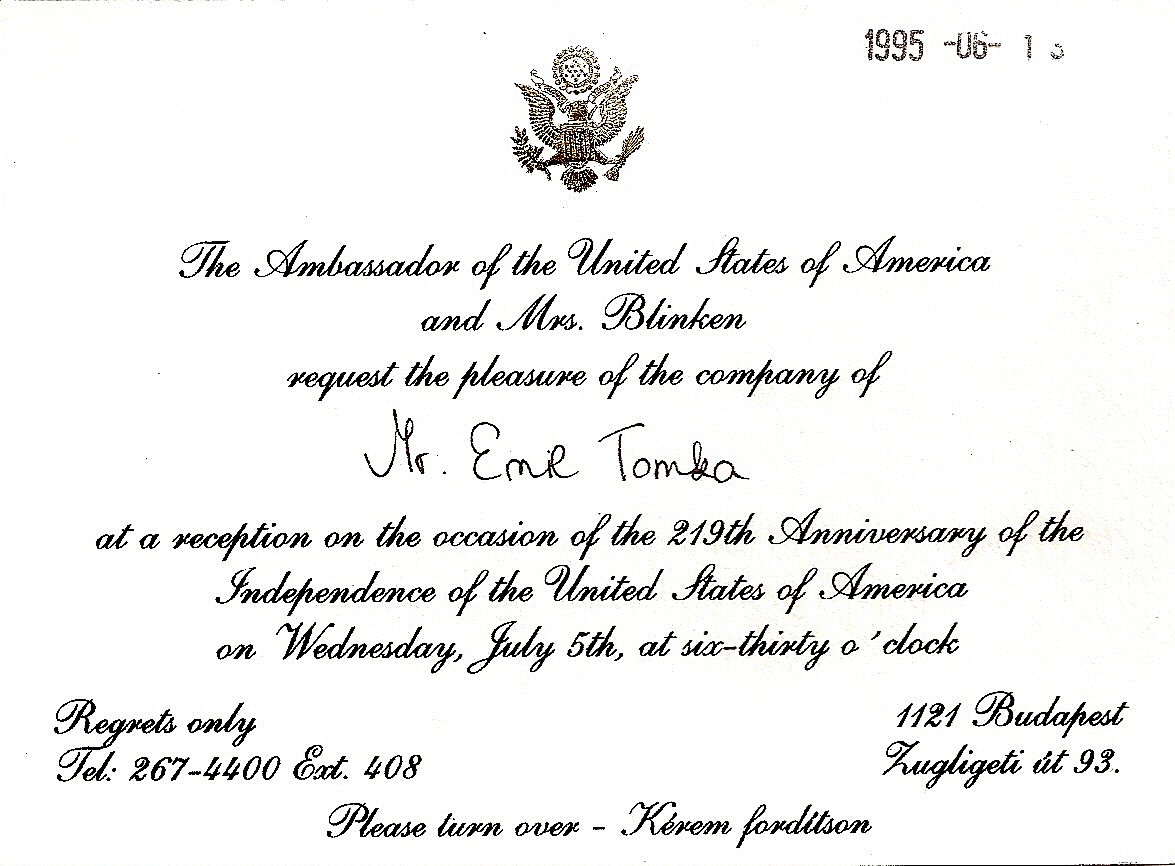 1995 -06- 1
The Ambassador of the United States of America
and Mrs. Blinken
request the pleasure of the company of
Mr. Emil Tomka
at a reception on the occasion of the 219th Anniversary of the
Independence of the United States of America
on Wednesday, July 5th, at six-thirty o'clock
Regrets only
Tel: 267-4400 Ext. 408
1121 Budapest
Zugligeti út 93.
Please turn over - Kérem fordítson